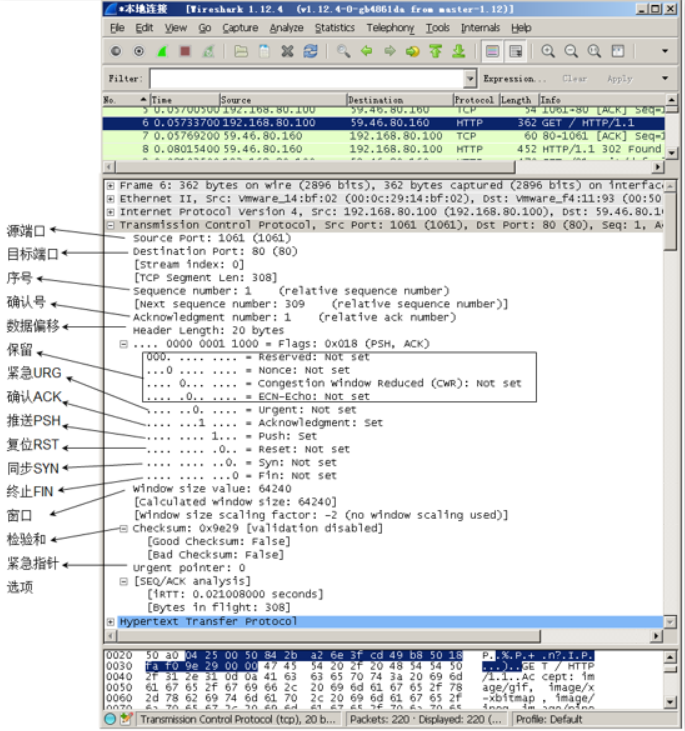 *本地连接 [Wireshark 1.12.4 (v1.12.4-0-gb4861da from master-1.12)]
File Edit View Go Capture Analyze Statistics Telephony Tools Internals Help
Filter: Expression... Clear Apply
No. Time Source Destination Protocol Length Info
5 0.05700500 192.168.80.100 59.46.80.160 TCP 54 1061→80 [ACK] Seq=1
6 0.05733700 192.168.80.100 59.46.80.160 HTTP 362 GET / HTTP/1.1
7 0.05769200 59.46.80.160 192.168.80.100 TCP 60 80→1061 [ACK] Seq=1
8 0.08015400 59.46.80.160 192.168.80.100 HTTP 452 HTTP/1.1 302 Found
Frame 6: 362 bytes on wire (2896 bits), 362 bytes captured (2896 bits) on interfac
Ethernet II, Src: Vmware_14:bf:02 (00:0c:29:14:bf:02), Dst: Vmware_f4:11:93 (00:50
Internet Protocol Version 4, Src: 192.168.80.100 (192.168.80.100), Dst: 59.46.80.1
Transmission Control Protocol, Src Port: 1061 (1061), Dst Port: 80 (80), Seq: 1, A
源端口 Source Port: 1061 (1061)
目标端口 Destination Port: 80 (80)
[Stream index: 0]
[TCP Segment Len: 308]
序号 Sequence number: 1 (relative sequence number)
[Next sequence number: 309 (relative sequence number)]
确认号 Acknowledgment number: 1 (relative ack number)
数据偏移 Header Length: 20 bytes
.... 0000 0001 1000 = Flags: 0x018 (PSH, ACK)
保留 000. .... .... = Reserved: Not set
...0 .... .... = Nonce: Not set
.... 0... .... = Congestion Window Reduced (CWR): Not set
.... .0.. .... = ECN-Echo: Not set
紧急URG .... ..0. .... = Urgent: Not set
确认ACK .... ...1 .... = Acknowledgment: Set
推送PSH .... .... 1... = Push: Set
复位RST .... .... .0.. = Reset: Not set
同步SYN .... .... ..0. = Syn: Not set
终止FIN .... .... ...0 = Fin: Not set
窗口 Window size value: 64240
[Calculated window size: 64240]
[Window size scaling factor: -2 (no window scaling used)]
检验和 Checksum: 0x9e29 [validation disabled]
[Good Checksum: False]
[Bad Checksum: False]
紧急指针 Urgent pointer: 0
选项 [SEQ/ACK analysis]
[iRTT: 0.021008000 seconds]
[Bytes in flight: 308]
Hypertext Transfer Protocol
0020 50 a0 04 25 00 50 84 2b a2 6e 3f cd 49 b8 50 18 P..%.P.+ .n?.I.P.
0030 fa f0 9e 29 00 00 47 45 54 20 2f 20 48 54 54 50 ...)..GE T / HTTP
0040 2f 31 2e 31 0d 0a 41 63 63 65 70 74 3a 20 69 6d /1.1..Ac cept: im
0050 61 67 65 2f 67 69 66 2c 20 69 6d 61 67 65 2f 78 age/gif, image/x
0060 2d 78 62 69 74 6d 61 70 2c 20 69 6d 61 67 65 2f -xbitmap , image/
Transmission Control Protocol (tcp), 20 b... Packets: 220 · Displayed: 220 (... Profile: Default